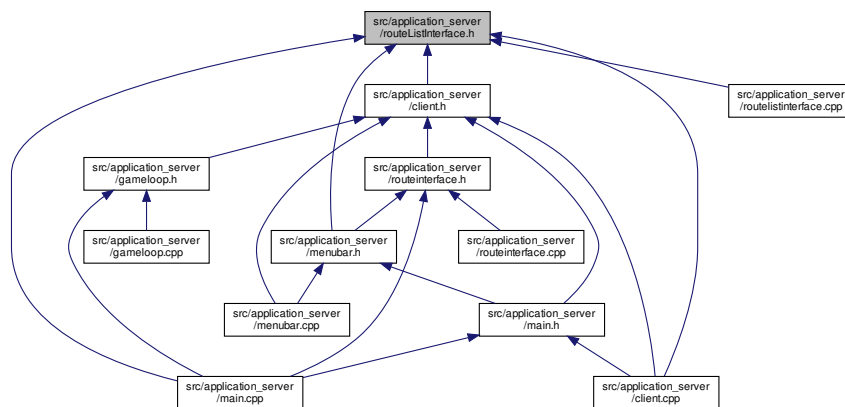 src/application_server
/routeListInterface.h
src/application_server
/client.h
src/application_server
/routelistinterface.cpp
src/application_server
/gameloop.h
src/application_server
/routeinterface.h
src/application_server
/gameloop.cpp
src/application_server
/menubar.h
src/application_server
/routeinterface.cpp
src/application_server
/menubar.cpp
src/application_server
/main.h
src/application_server
/main.cpp
src/application_server
/client.cpp